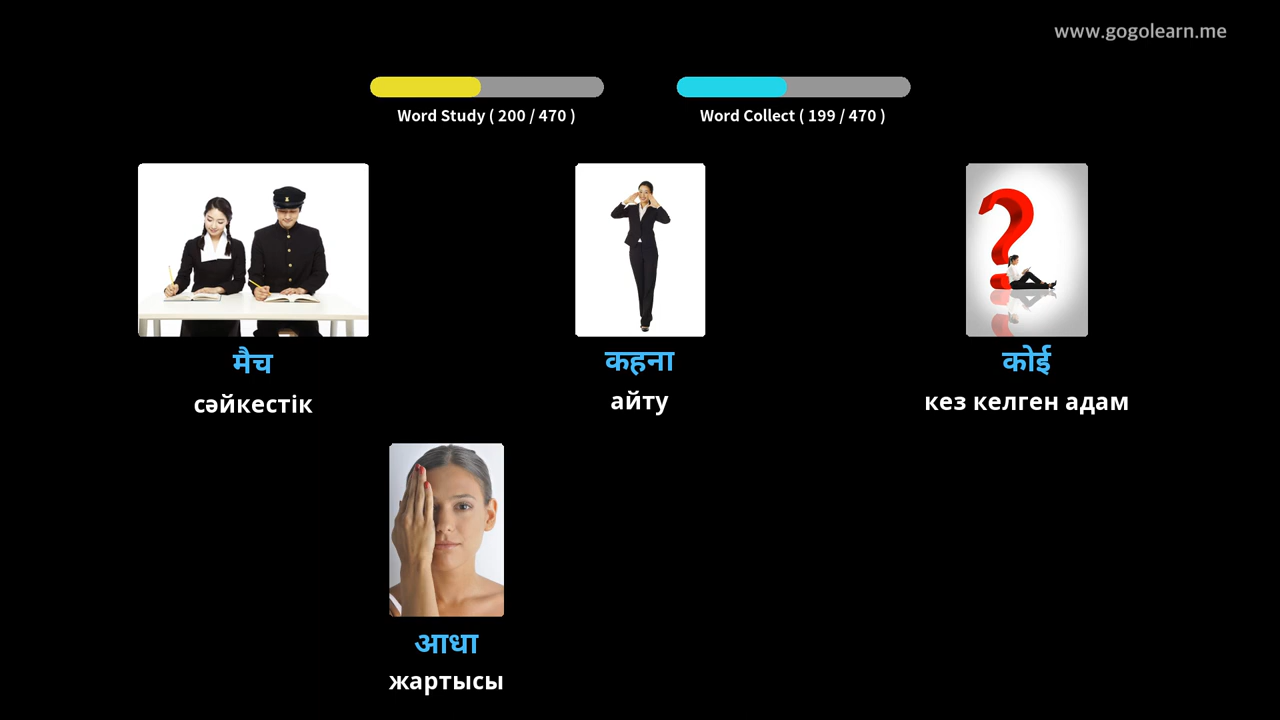 www.gogolearn.me
Word Study ( 200 / 470 )
Word Collect ( 199 / 470 )
मैच
कहना
कोई
сәйкестік
айту
кез келген адам
आधा
жартысы